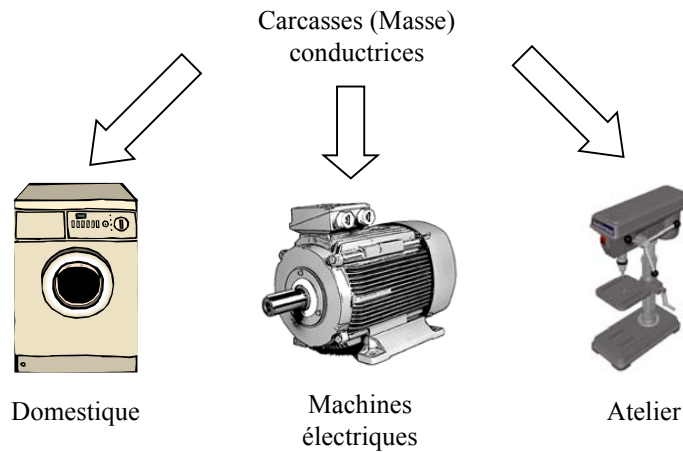 Carcasses (Masse)
conductrices
Domestique
Machines
électriques
Atelier